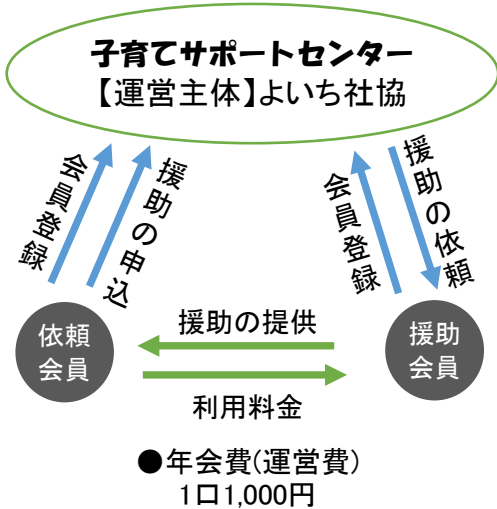 子育てサポートセンター
【運営主体】よいち社協
会員登録
援助の申込
会員登録
援助の依頼
依頼
会員
援助の提供
利用料金
援助
会員
●年会費(運営費)
1口1,000円